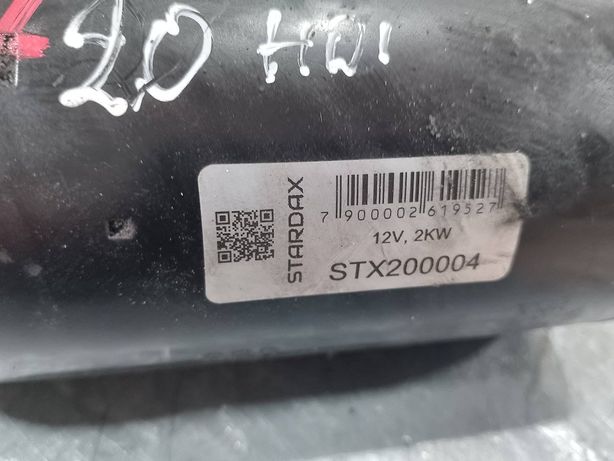 2.0 HDI
STARDAX
7 900002 619527
12V, 2KW
STX200004